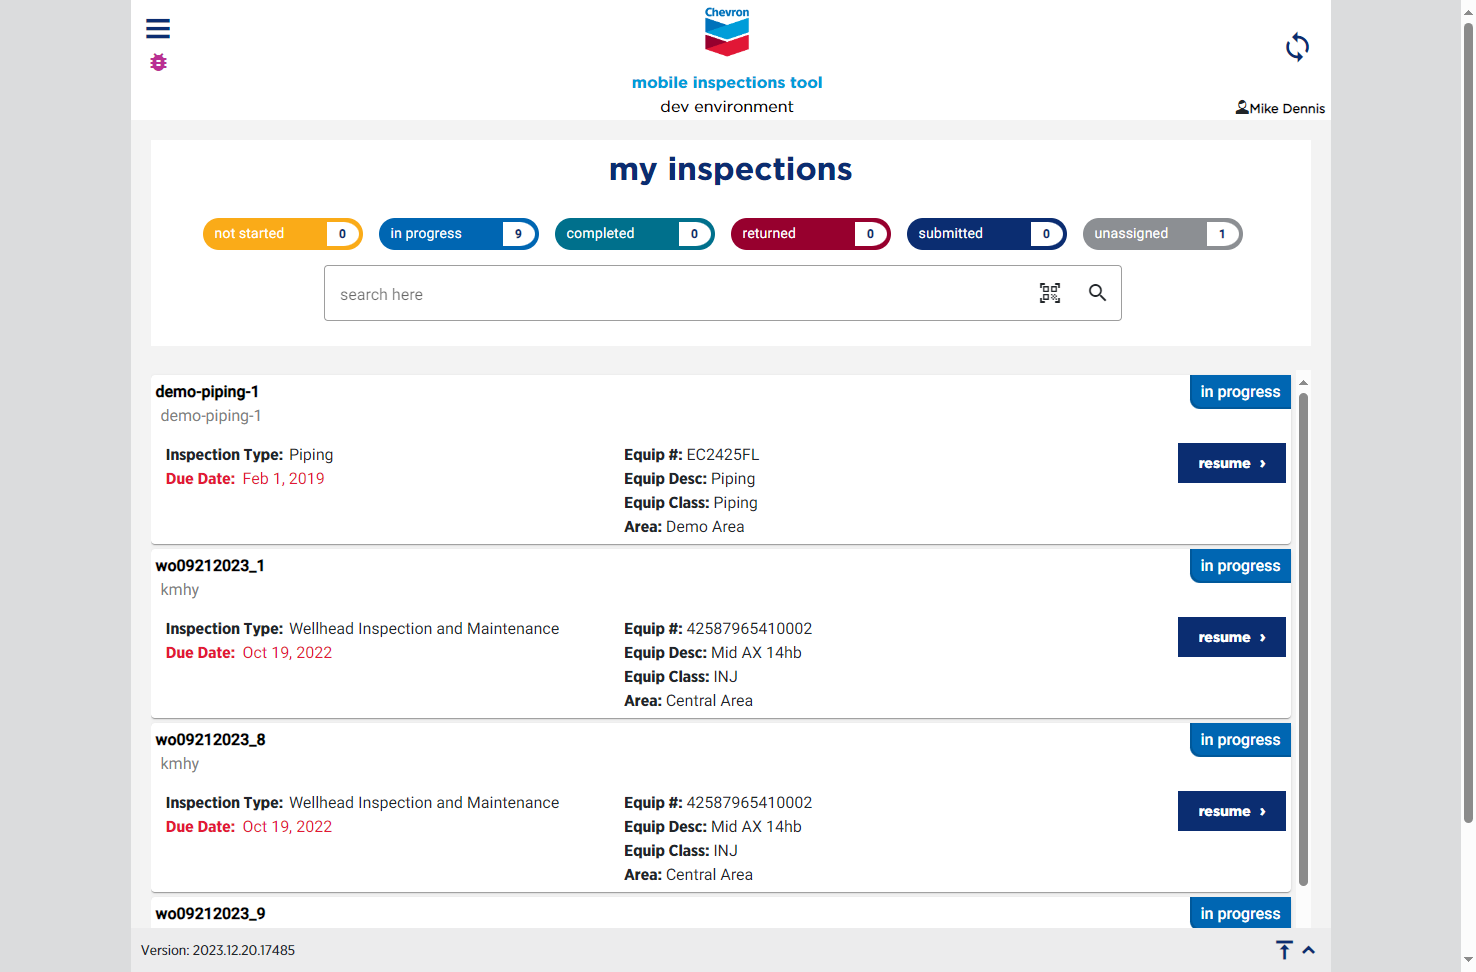 Chevron
mobile inspections tool
dev environment
Mike Dennis
my inspections
not started 0
in progress 9
completed 0
returned 0
submitted 0
unassigned 1
search here
demo-piping-1
in progress
demo-piping-1
Inspection Type: Piping
Due Date: Feb 1, 2019
Equip #: EC2425FL
Equip Desc: Piping
Equip Class: Piping
Area: Demo Area
resume ›
wo09212023_1
in progress
kmhy
Inspection Type: Wellhead Inspection and Maintenance
Due Date: Oct 19, 2022
Equip #: 42587965410002
Equip Desc: Mid AX 14hb
Equip Class: INJ
Area: Central Area
resume ›
wo09212023_8
in progress
kmhy
Inspection Type: Wellhead Inspection and Maintenance
Due Date: Oct 19, 2022
Equip #: 42587965410002
Equip Desc: Mid AX 14hb
Equip Class: INJ
Area: Central Area
resume ›
wo09212023_9
in progress
Version: 2023.12.20.17485